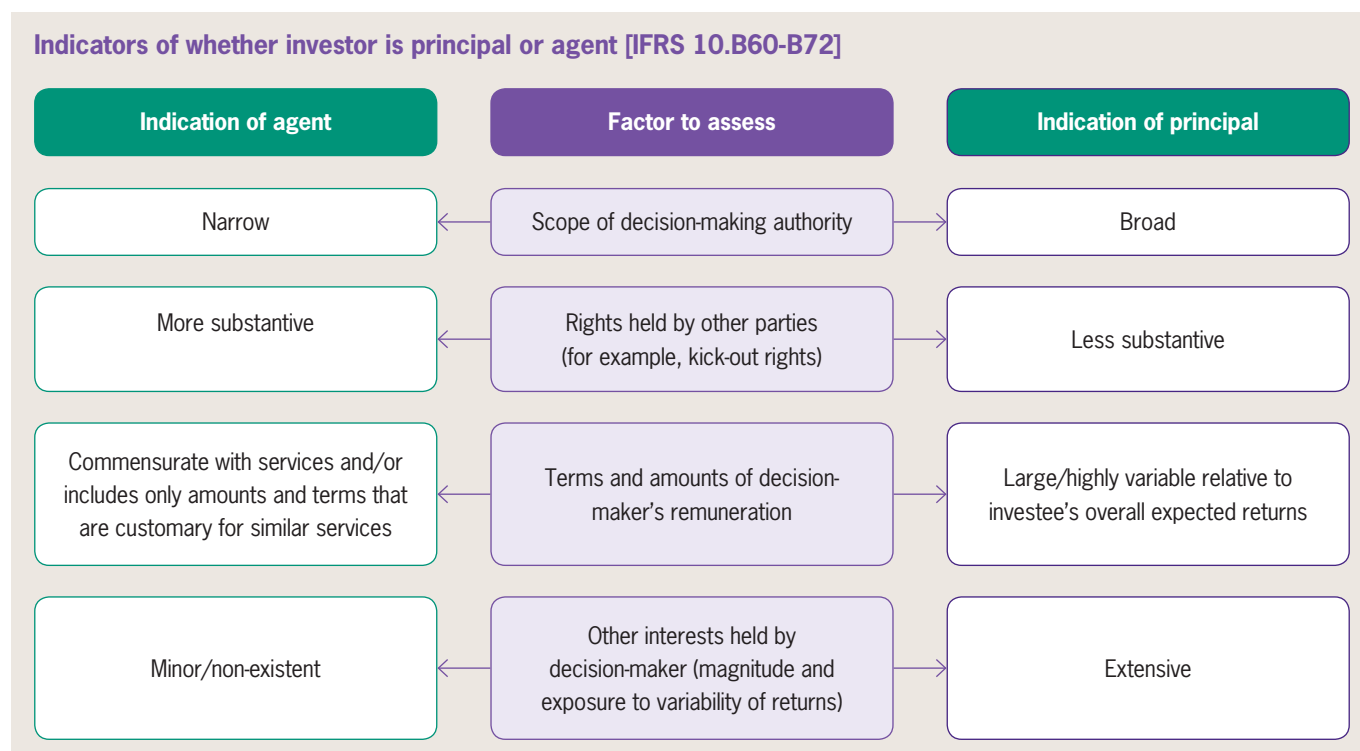 Indicators of whether investor is principal or agent [IFRS 10.B60-B72]
Indication of agent
Factor to assess
Indication of principal
Narrow
Scope of decision-making authority
Broad
More substantive
Rights held by other parties
(for example, kick-out rights)
Less substantive
Commensurate with services and/or
includes only amounts and terms that
are customary for similar services
Terms and amounts of decision-
maker's remuneration
Large/highly variable relative to
investee's overall expected returns
Minor/non-existent
Other interests held by
decision-maker (magnitude and
exposure to variability of returns)
Extensive